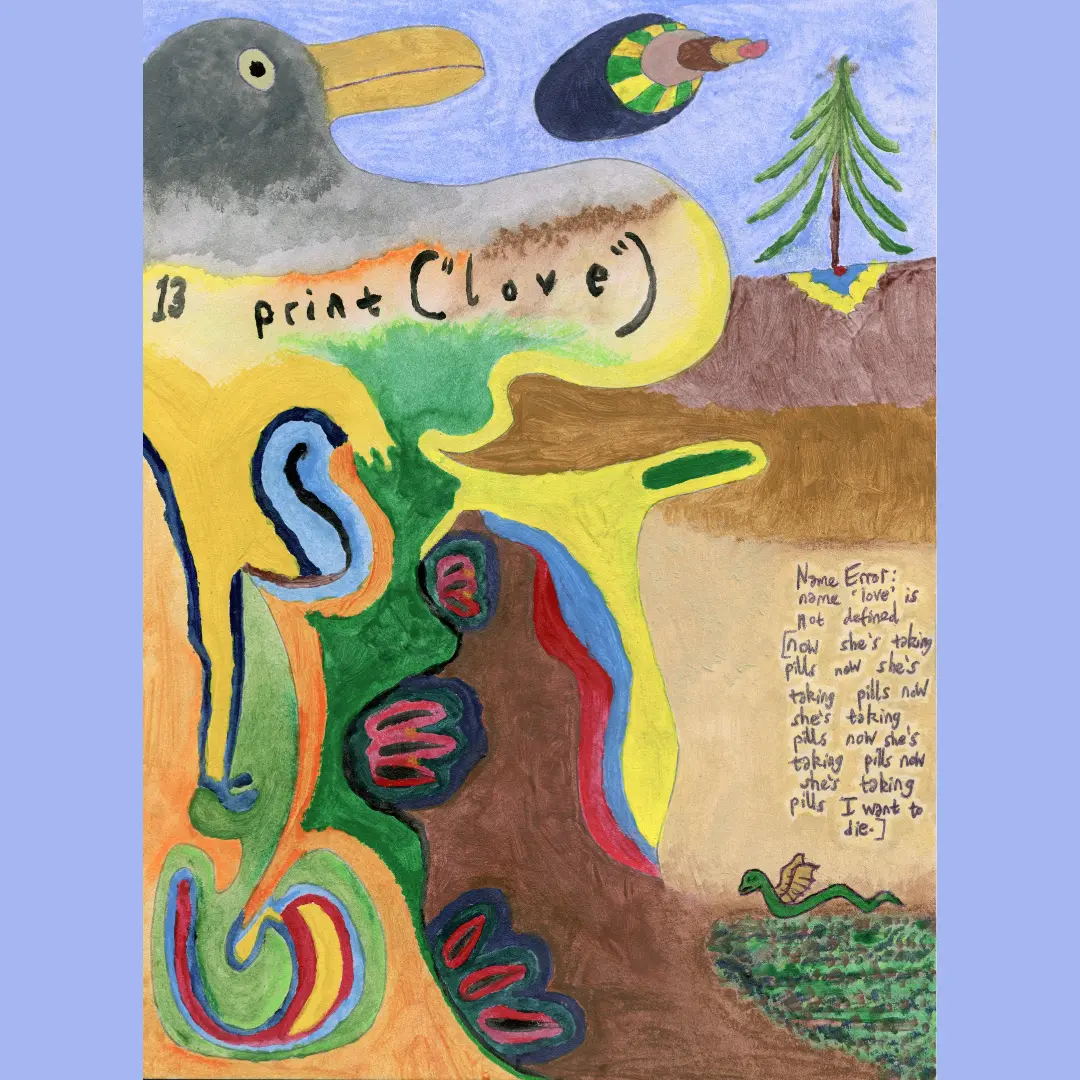 13 print ("love")
Name Error:
name 'love' is
not defined
[now she's taking
pills now she's
taking pills now
she's taking
pills now she's
taking pills now
she's taking
pills I want to
die.]